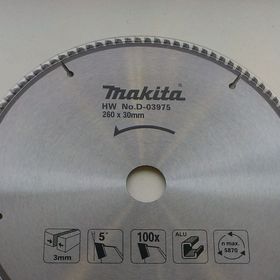 makita
HW No.D-03975
260 x 30mm
3mm
5°
100x
ALU
n max.
5870